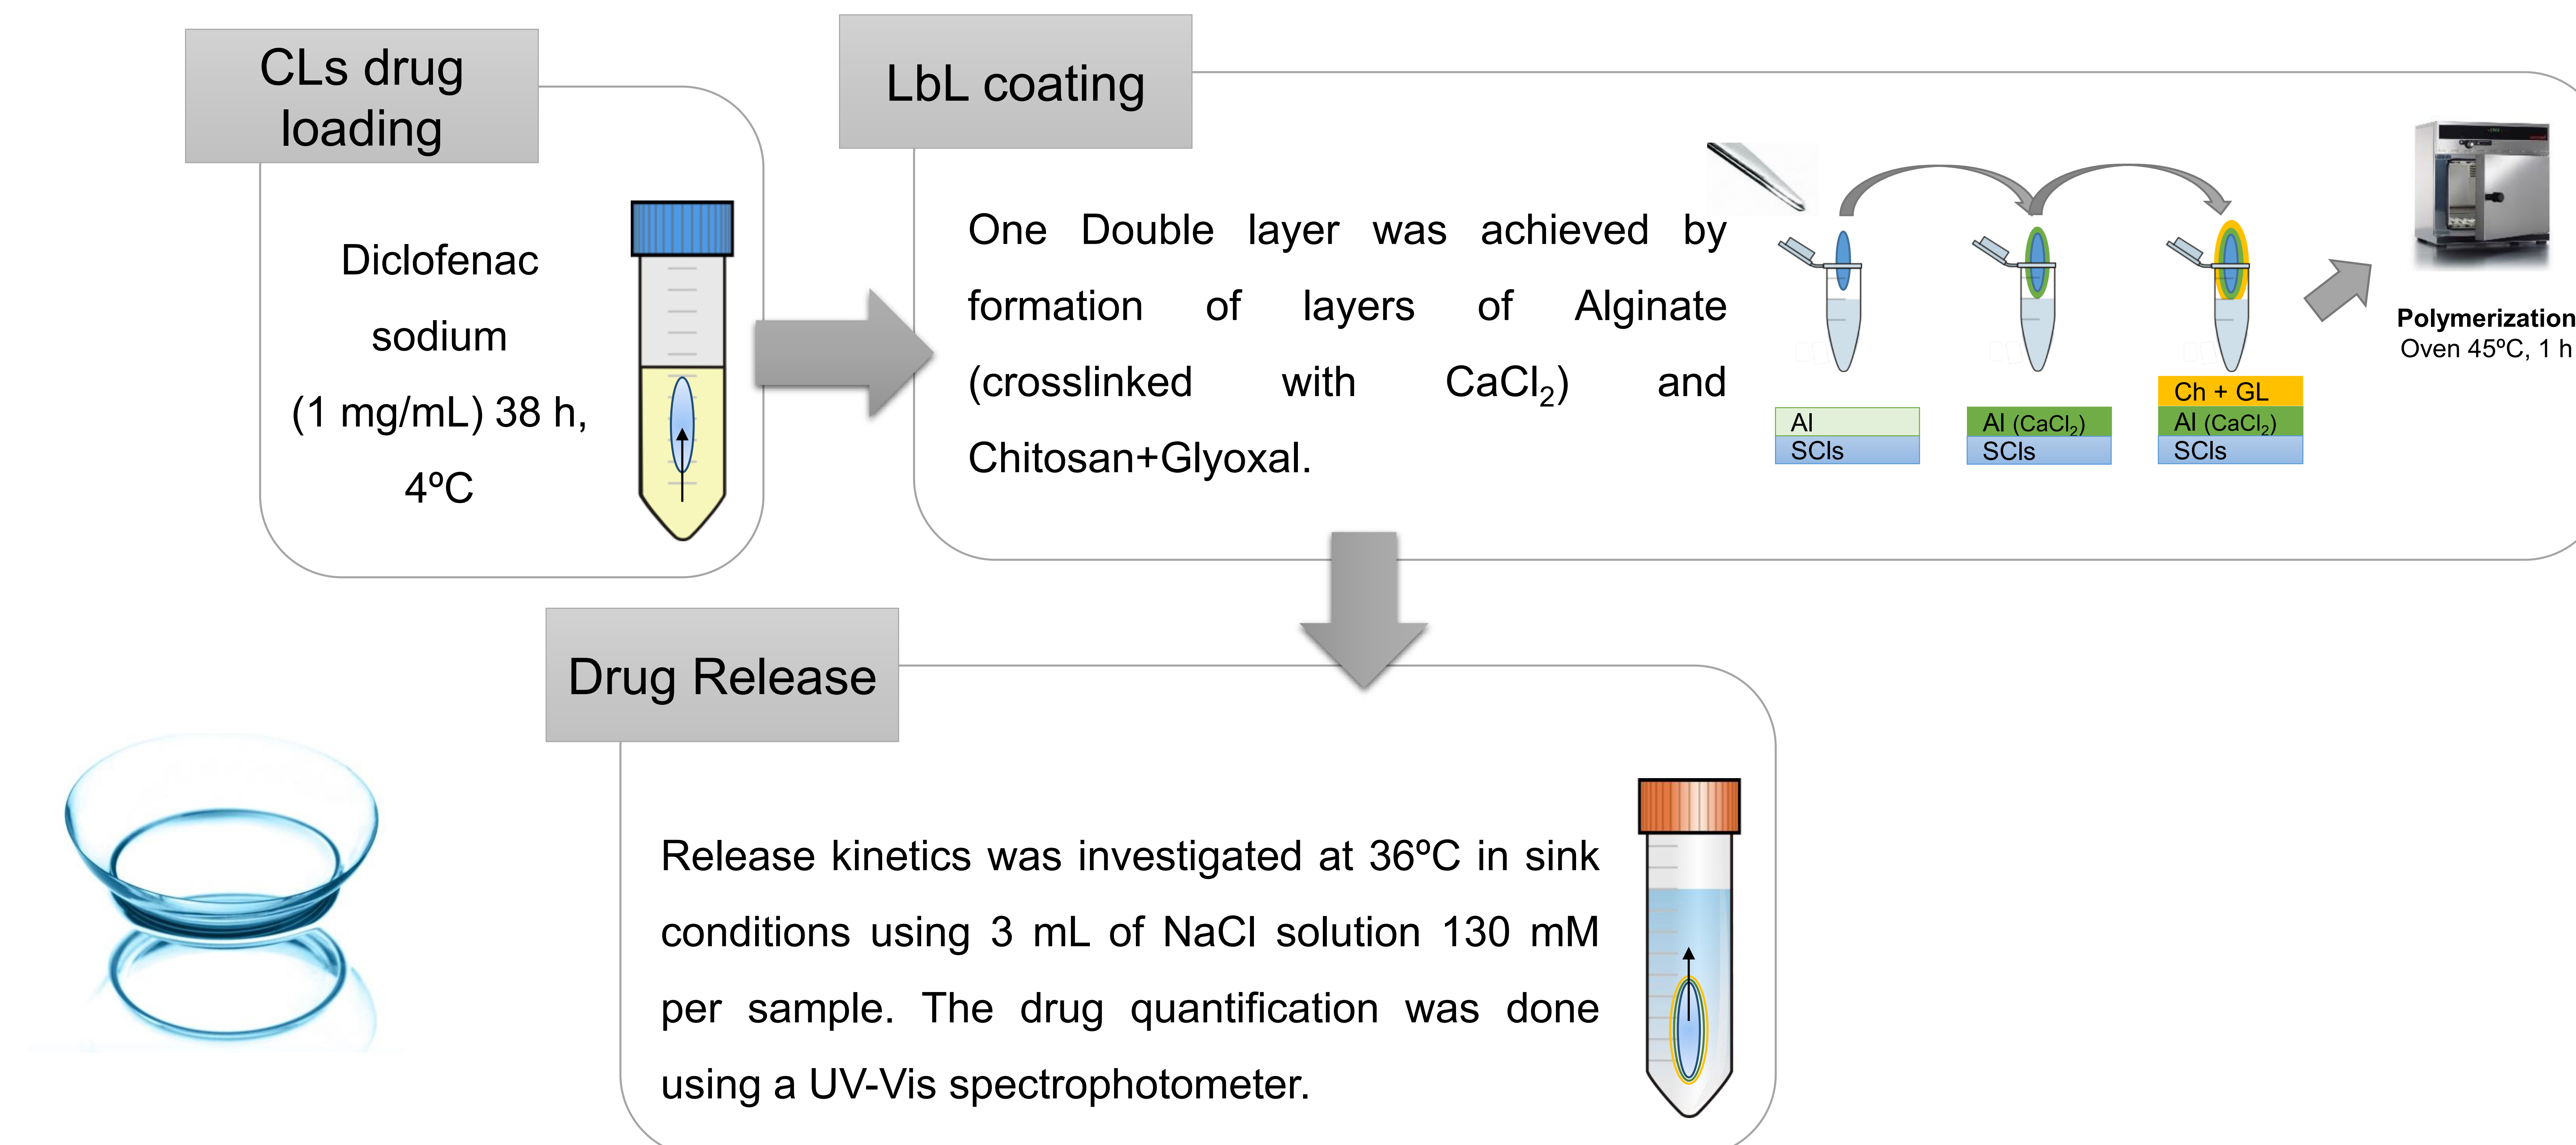 CLs drug
loading
Diclofenac
sodium
(1 mg/mL) 38 h,
4ºC
LbL coating
One Double layer was achieved by
formation of layers of Alginate
(crosslinked with CaCl₂) and
Chitosan+Glyoxal.
Al
SCls
Al (CaCl₂)
SCls
Ch + GL
Al (CaCl₂)
SCls
Polymerization
Oven 45ºC, 1 h
Drug Release
Release kinetics was investigated at 36ºC in sink
conditions using 3 mL of NaCl solution 130 mM
per sample. The drug quantification was done
using a UV-Vis spectrophotometer.